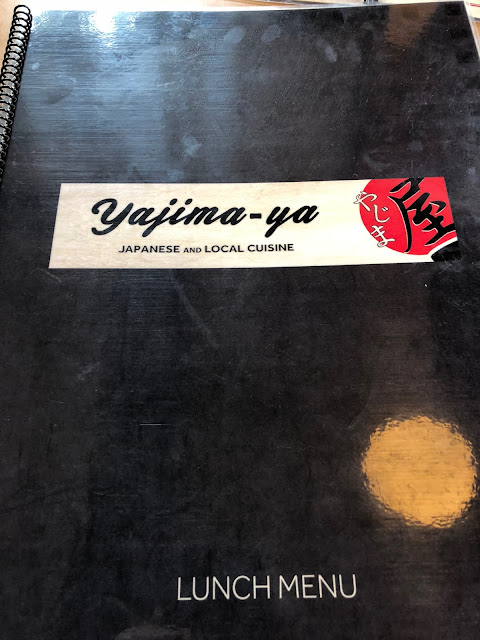 Yajima-ya
JAPANESE AND LOCAL CUISINE
やじま
屋
LUNCH MENU